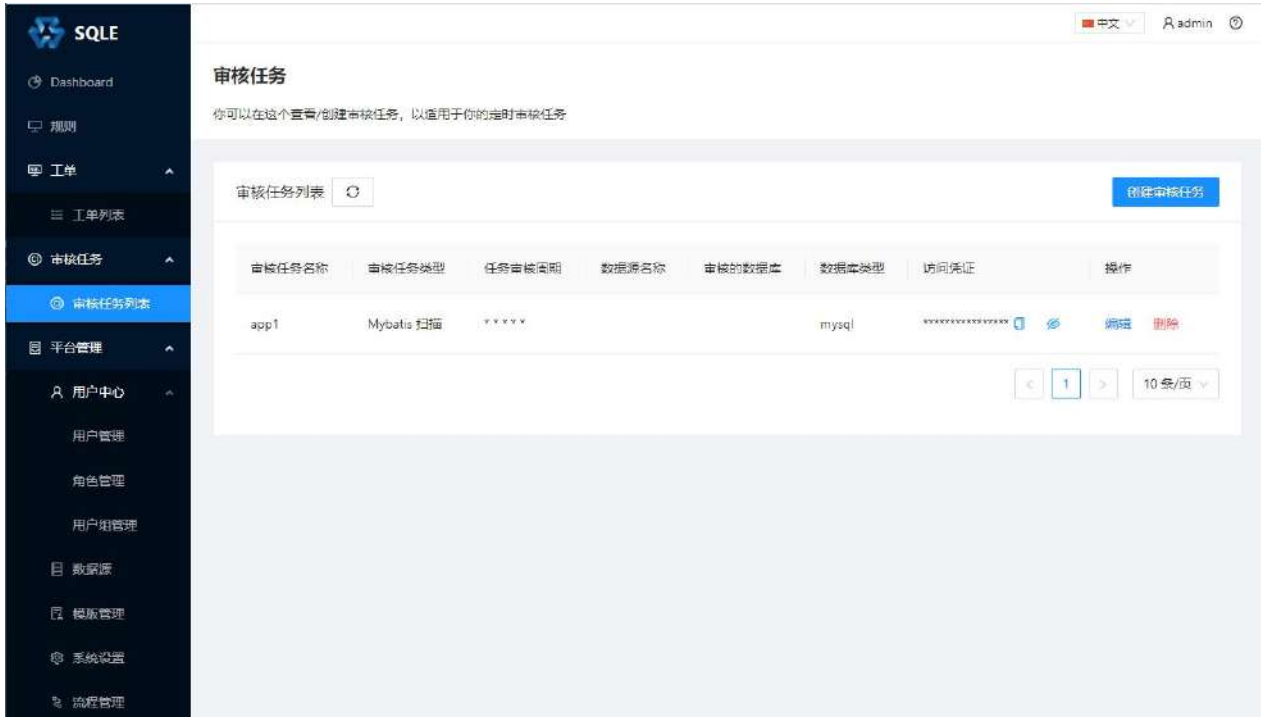 SQLE
中文
admin
Dashboard
规则
工单
工单列表
审核任务
审核任务列表
平台管理
用户中心
用户管理
角色管理
用户组管理
数据源
模版管理
系统设置
流程管理
审核任务
你可以在这个查看/创建审核任务，以适用于你的定时审核任务
审核任务列表
创建审核任务
审核任务名称 审核任务类型 任务审核周期 数据源名称 审核的数据库 数据库类型 访问凭证 操作
app1 Mybatis 扫描 * * * * * mysql **************** 编辑 删除
< 1 > 10 条/页